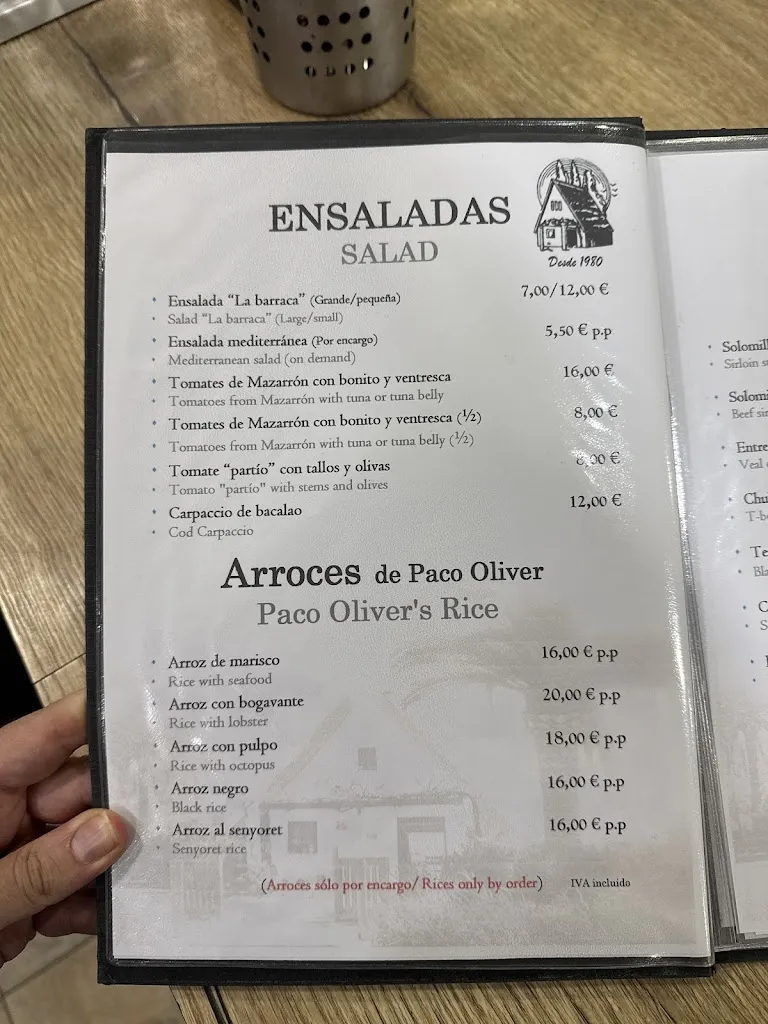 ENSALADAS
SALAD
Desde 1980
Ensalada “La barraca” (Grande/pequeña) 7,00/12,00 €
Salad “La barraca” (Large/small)
Ensalada mediterránea (Por encargo) 5,50 € p.p
Mediterranean salad (on demand)
Tomates de Mazarrón con bonito y ventresca 16,00 €
Tomatoes from Mazarrón with tuna or tuna belly
Tomates de Mazarrón con bonito y ventresca (½) 8,00 €
Tomatoes from Mazarrón with tuna or tuna belly (½)
Tomate “partío” con tallos y olivas €
Tomato "partío" with stems and olives
Carpaccio de bacalao 12,00 €
Cod Carpaccio
Arroces de Paco Oliver
Paco Oliver's Rice
Arroz de marisco 16,00 € p.p
Rice with seafood
Arroz con bogavante 20,00 € p.p
Rice with lobster
Arroz con pulpo 18,00 € p.p
Rice with octopus
Arroz negro 16,00 € p.p
Black rice
Arroz al senyoret 16,00 € p.p
Senyoret rice
(Arroces sólo por encargo/ Rices only by order) IVA incluido
Sirloin
Beef
Veal